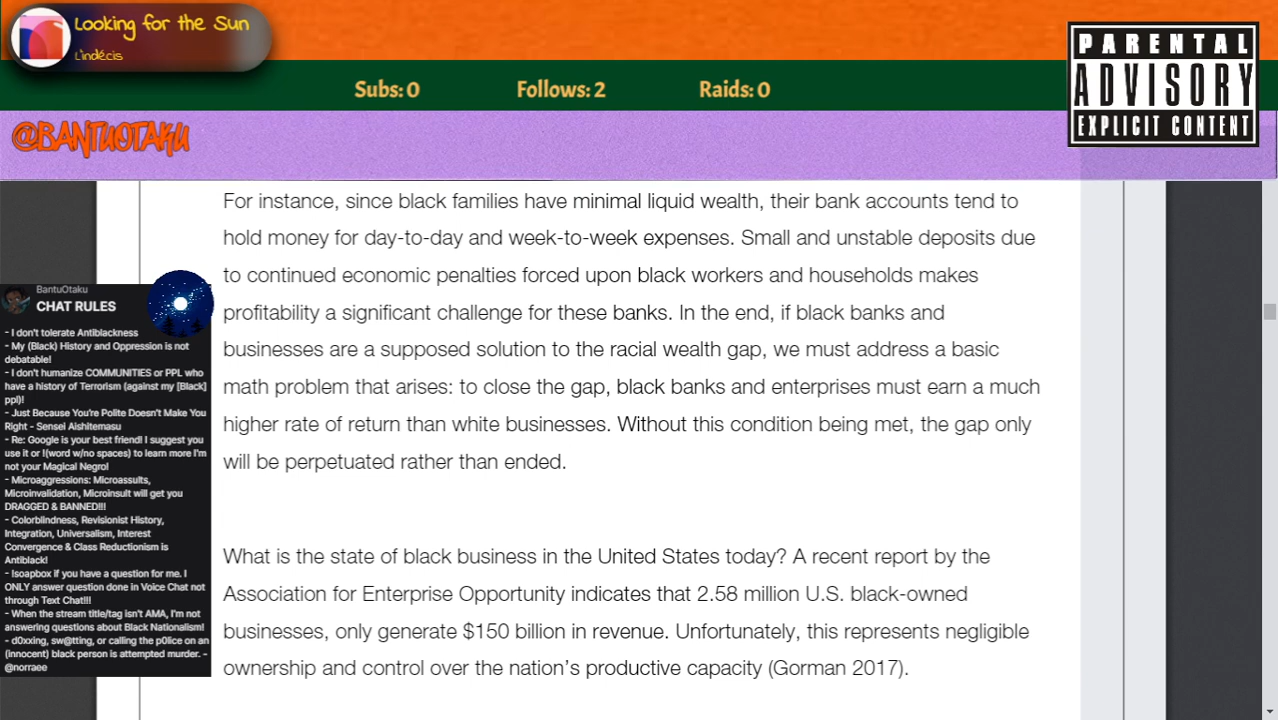 Looking for the Sun
L'indécis
PARENTAL
ADVISORY
EXPLICIT CONTENT
Subs: 0 Follows: 2 Raids: 0
@BANTUOTAKU
For instance, since black families have minimal liquid wealth, their bank accounts tend to
hold money for day-to-day and week-to-week expenses. Small and unstable deposits due
to continued economic penalties forced upon black workers and households makes
profitability a significant challenge for these banks. In the end, if black banks and
businesses are a supposed solution to the racial wealth gap, we must address a basic
math problem that arises: to close the gap, black banks and enterprises must earn a much
higher rate of return than white businesses. Without this condition being met, the gap only
will be perpetuated rather than ended.
What is the state of black business in the United States today? A recent report by the
Association for Enterprise Opportunity indicates that 2.58 million U.S. black-owned
businesses, only generate $150 billion in revenue. Unfortunately, this represents negligible
ownership and control over the nation's productive capacity (Gorman 2017).
BantuOtaku
CHAT RULES
- I don't tolerate Antiblackness
- My (Black) History and Oppression is not
debatable!
- I don't humanize COMMUNITIES or PPL who
have a history of Terrorism (against my [Black]
ppl)!
- Just Because You're Polite Doesn't Make You
Right - Sensei Aishitemasu
- Re: Google is your best friend! I suggest you
use it or !(word w/no spaces) to learn more I'm
not your Magical Negro!
- Microaggressions: Microassults,
Microinvalidation, Microinsult will get you
DRAGGED & BANNED!!!
- Colorblindness, Revisionist History,
Integration, Universalism, Interest
Convergence & Class Reductionism is
Antiblack!
- !soapbox if you have a question for me. I
ONLY answer question done in Voice Chat not
through Text Chat!!!
- When the stream title/tag isn't AMA, I'm not
answering questions about Black Nationalism!
- d0xxing, sw@tting, or calling the p0lice on an
(innocent) black person is attempted murder. -
@norraee